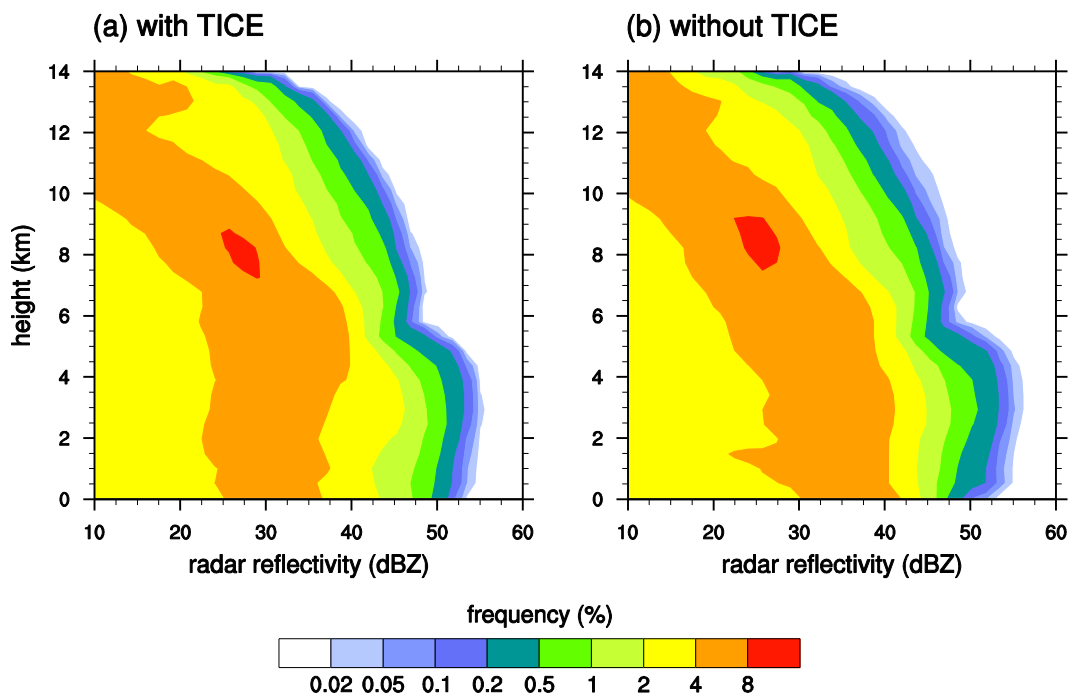 (a) with TICE
(b) without TICE
14
12
10
8
6
4
2
0
height (km)
10 20 30 40 50 60
radar reflectivity (dBZ)
14
12
10
8
6
4
2
0
10 20 30 40 50 60
radar reflectivity (dBZ)
frequency (%)
0.02 0.05 0.1 0.2 0.5 1 2 4 8